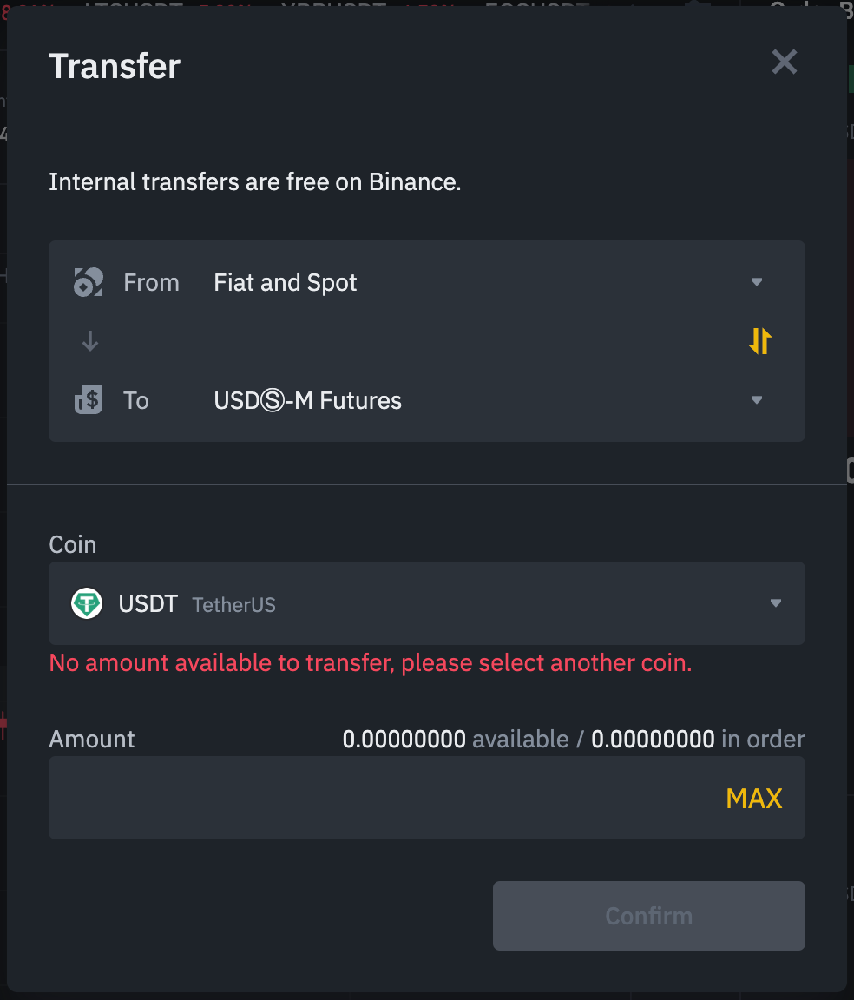 Transfer
Internal transfers are free on Binance.
From Fiat and Spot
To USDⓈ-M Futures
Coin
USDT TetherUS
No amount available to transfer, please select another coin.
Amount 0.00000000 available / 0.00000000 in order
MAX
Confirm